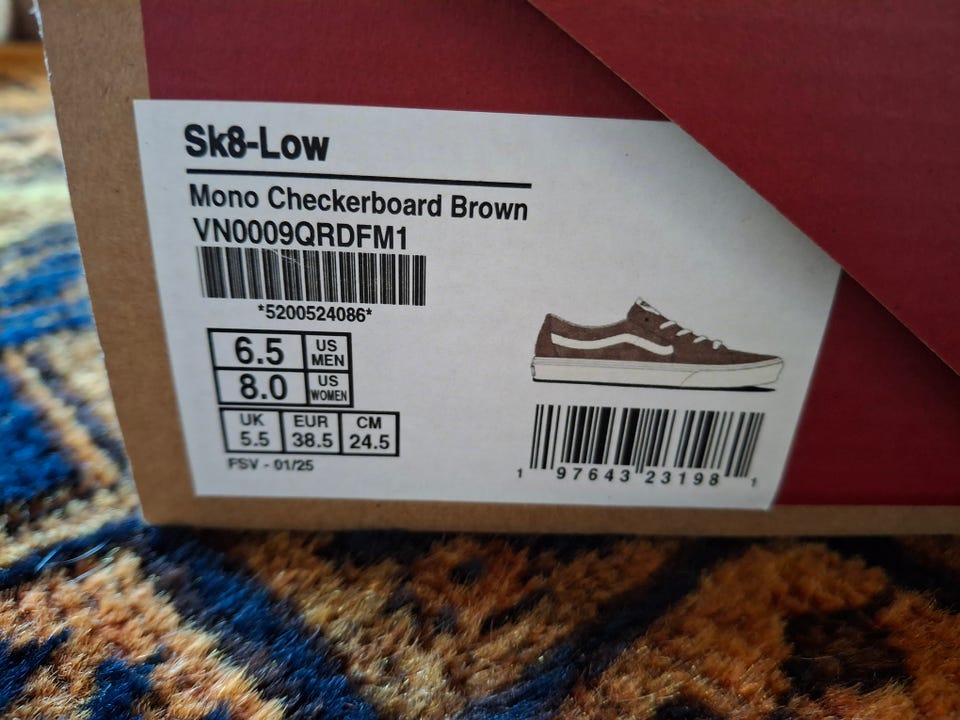 Sk8-Low
Mono Checkerboard Brown
VN0009QRDFM1
*5200524086*
6.5 US MEN
8.0 US WOMEN
UK EUR CM
5.5 38.5 24.5
FSV - 01/25
1 97643 23198 1